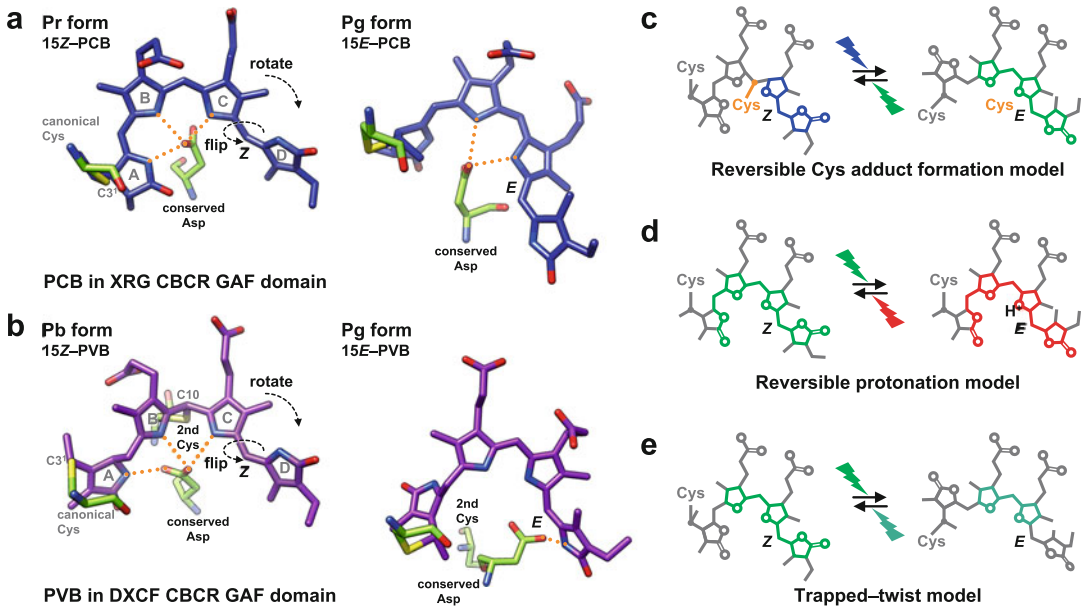 a
Pr form
15Z–PCB
B
C
rotate
canonical
Cys
flip
Z
D
A
C3¹
conserved
Asp
Pg form
15E–PCB
E
conserved
Asp
PCB in XRG CBCR GAF domain
b
Pb form
15Z–PVB
C10
B
C
rotate
2nd
Cys
C3¹
A
flip
Z
D
canonical
Cys
conserved
Asp
Pg form
15E–PVB
2nd
Cys
E
conserved
Asp
PVB in DXCF CBCR GAF domain
c
Cys
Cys
Z
Cys
Cys
E
Reversible Cys adduct formation model
d
Cys
Z
H⁺
E
Reversible protonation model
e
Cys
Z
Cys
E
Trapped–twist model